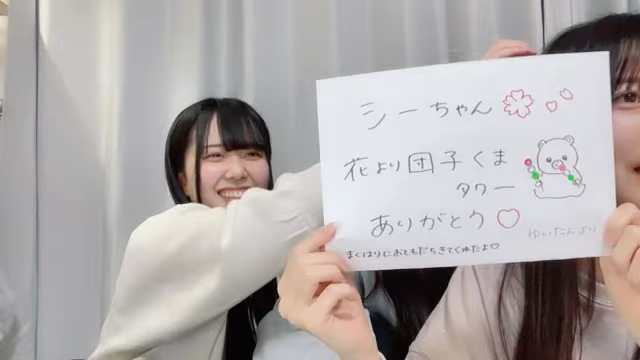 シーちゃん
花より団子くま
タワー
ありがとう♡
ゆいたんより
まくはりにおともだちきてくれたよ♡